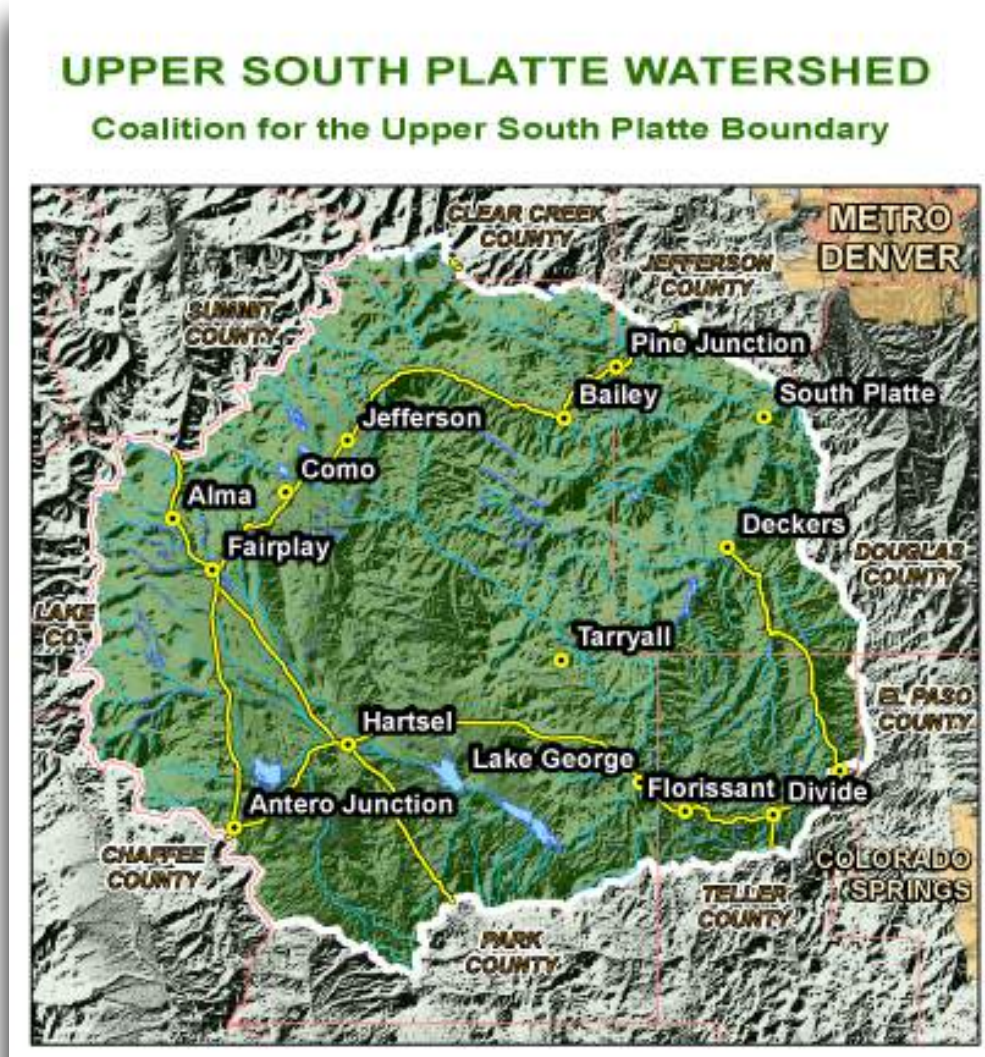 UPPER SOUTH PLATTE WATERSHED
Coalition for the Upper South Platte Boundary
CLEAR CREEK
COUNTY
METRO
DENVER
JEFFERSON
COUNTY
SUMMIT
COUNTY
Pine Junction
Bailey
South Platte
Jefferson
Como
Alma
Deckers
Fairplay
DOUGLAS
COUNTY
LAKE
CO.
Tarryall
EL PASO
COUNTY
Hartsel
Lake George
Florissant
Divide
Antero Junction
CHAFFEE
COUNTY
COLORADO
SPRINGS
TELLER
COUNTY
PARK
COUNTY